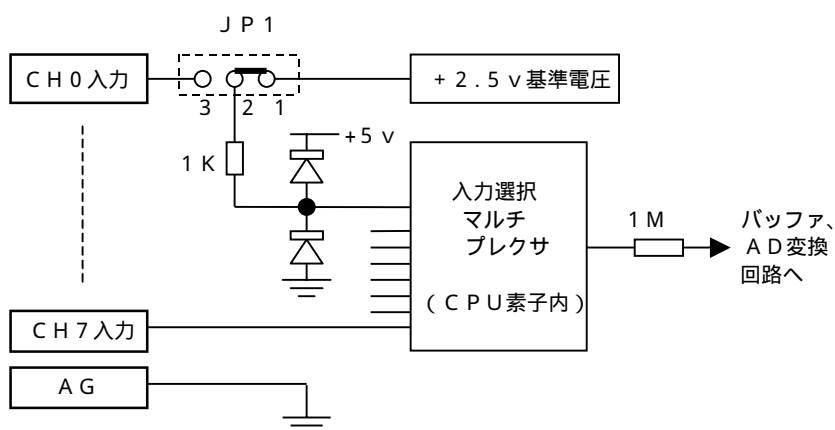 ＪＰ１
ＣＨ０入力
３ ２ １
＋２.５ｖ基準電圧
＋５ｖ
１Ｋ
入力選択
マルチ
プレクサ
（ＣＰＵ素子内）
１Ｍ
バッファ、
ＡＤ変換
回路へ
ＣＨ７入力
ＡＧ